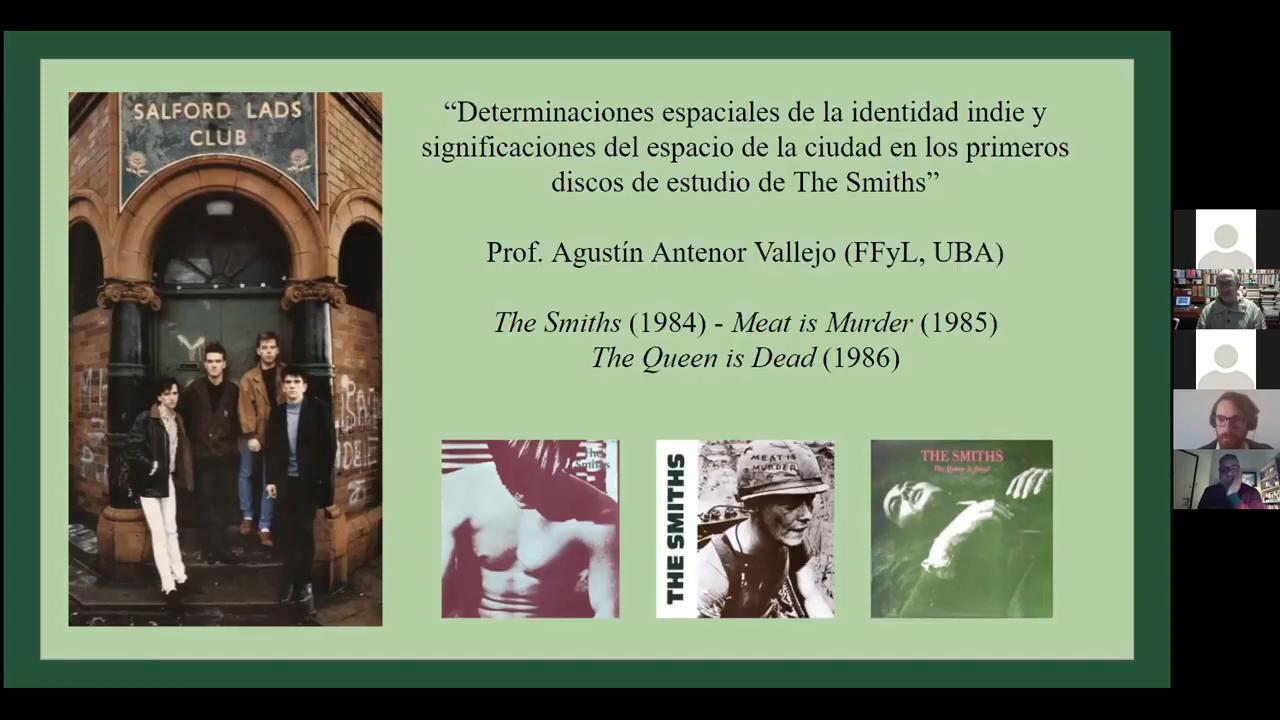 SALFORD LADS
CLUB
“Determinaciones espaciales de la identidad indie y
significaciones del espacio de la ciudad en los primeros
discos de estudio de The Smiths”
Prof. Agustín Antenor Vallejo (FFyL, UBA)
The Smiths (1984) - Meat is Murder (1985)
The Queen is Dead (1986)
The
Smiths
THE SMITHS
MEAT IS
MURDER
THE SMITHS
The Queen is Dead